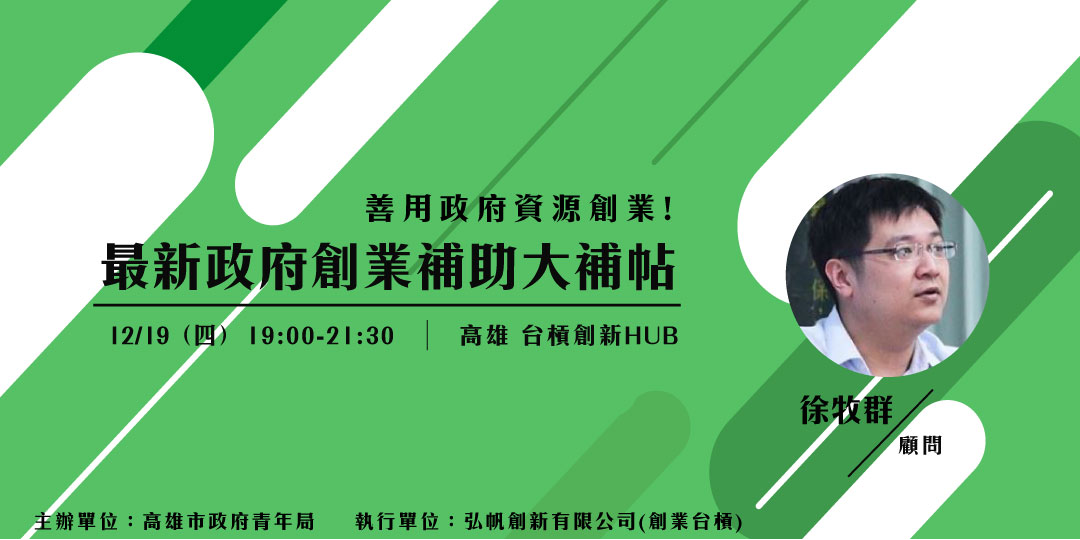 善用政府資源創業!
最新政府創業補助大補帖
12/19（四） 19:00-21:30 │ 高雄 台槓創新HUB
徐牧群
顧問
主辦單位：高雄市政府青年局 執行單位：弘帆創新有限公司(創業台槓)